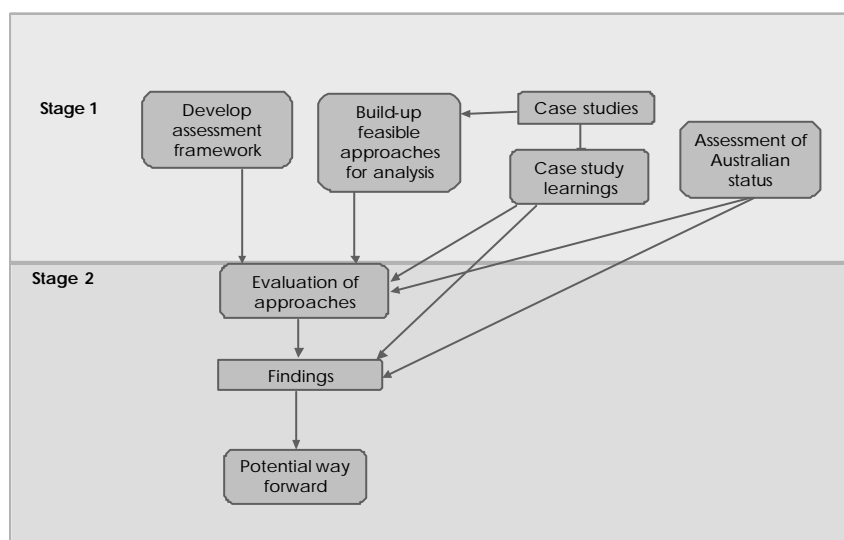 Stage 1
Develop
assessment
framework
Build-up
feasible
approaches
for analysis
Case studies
Case study
learnings
Assessment of
Australian
status
Stage 2
Evaluation of
approaches
Findings
Potential way
forward